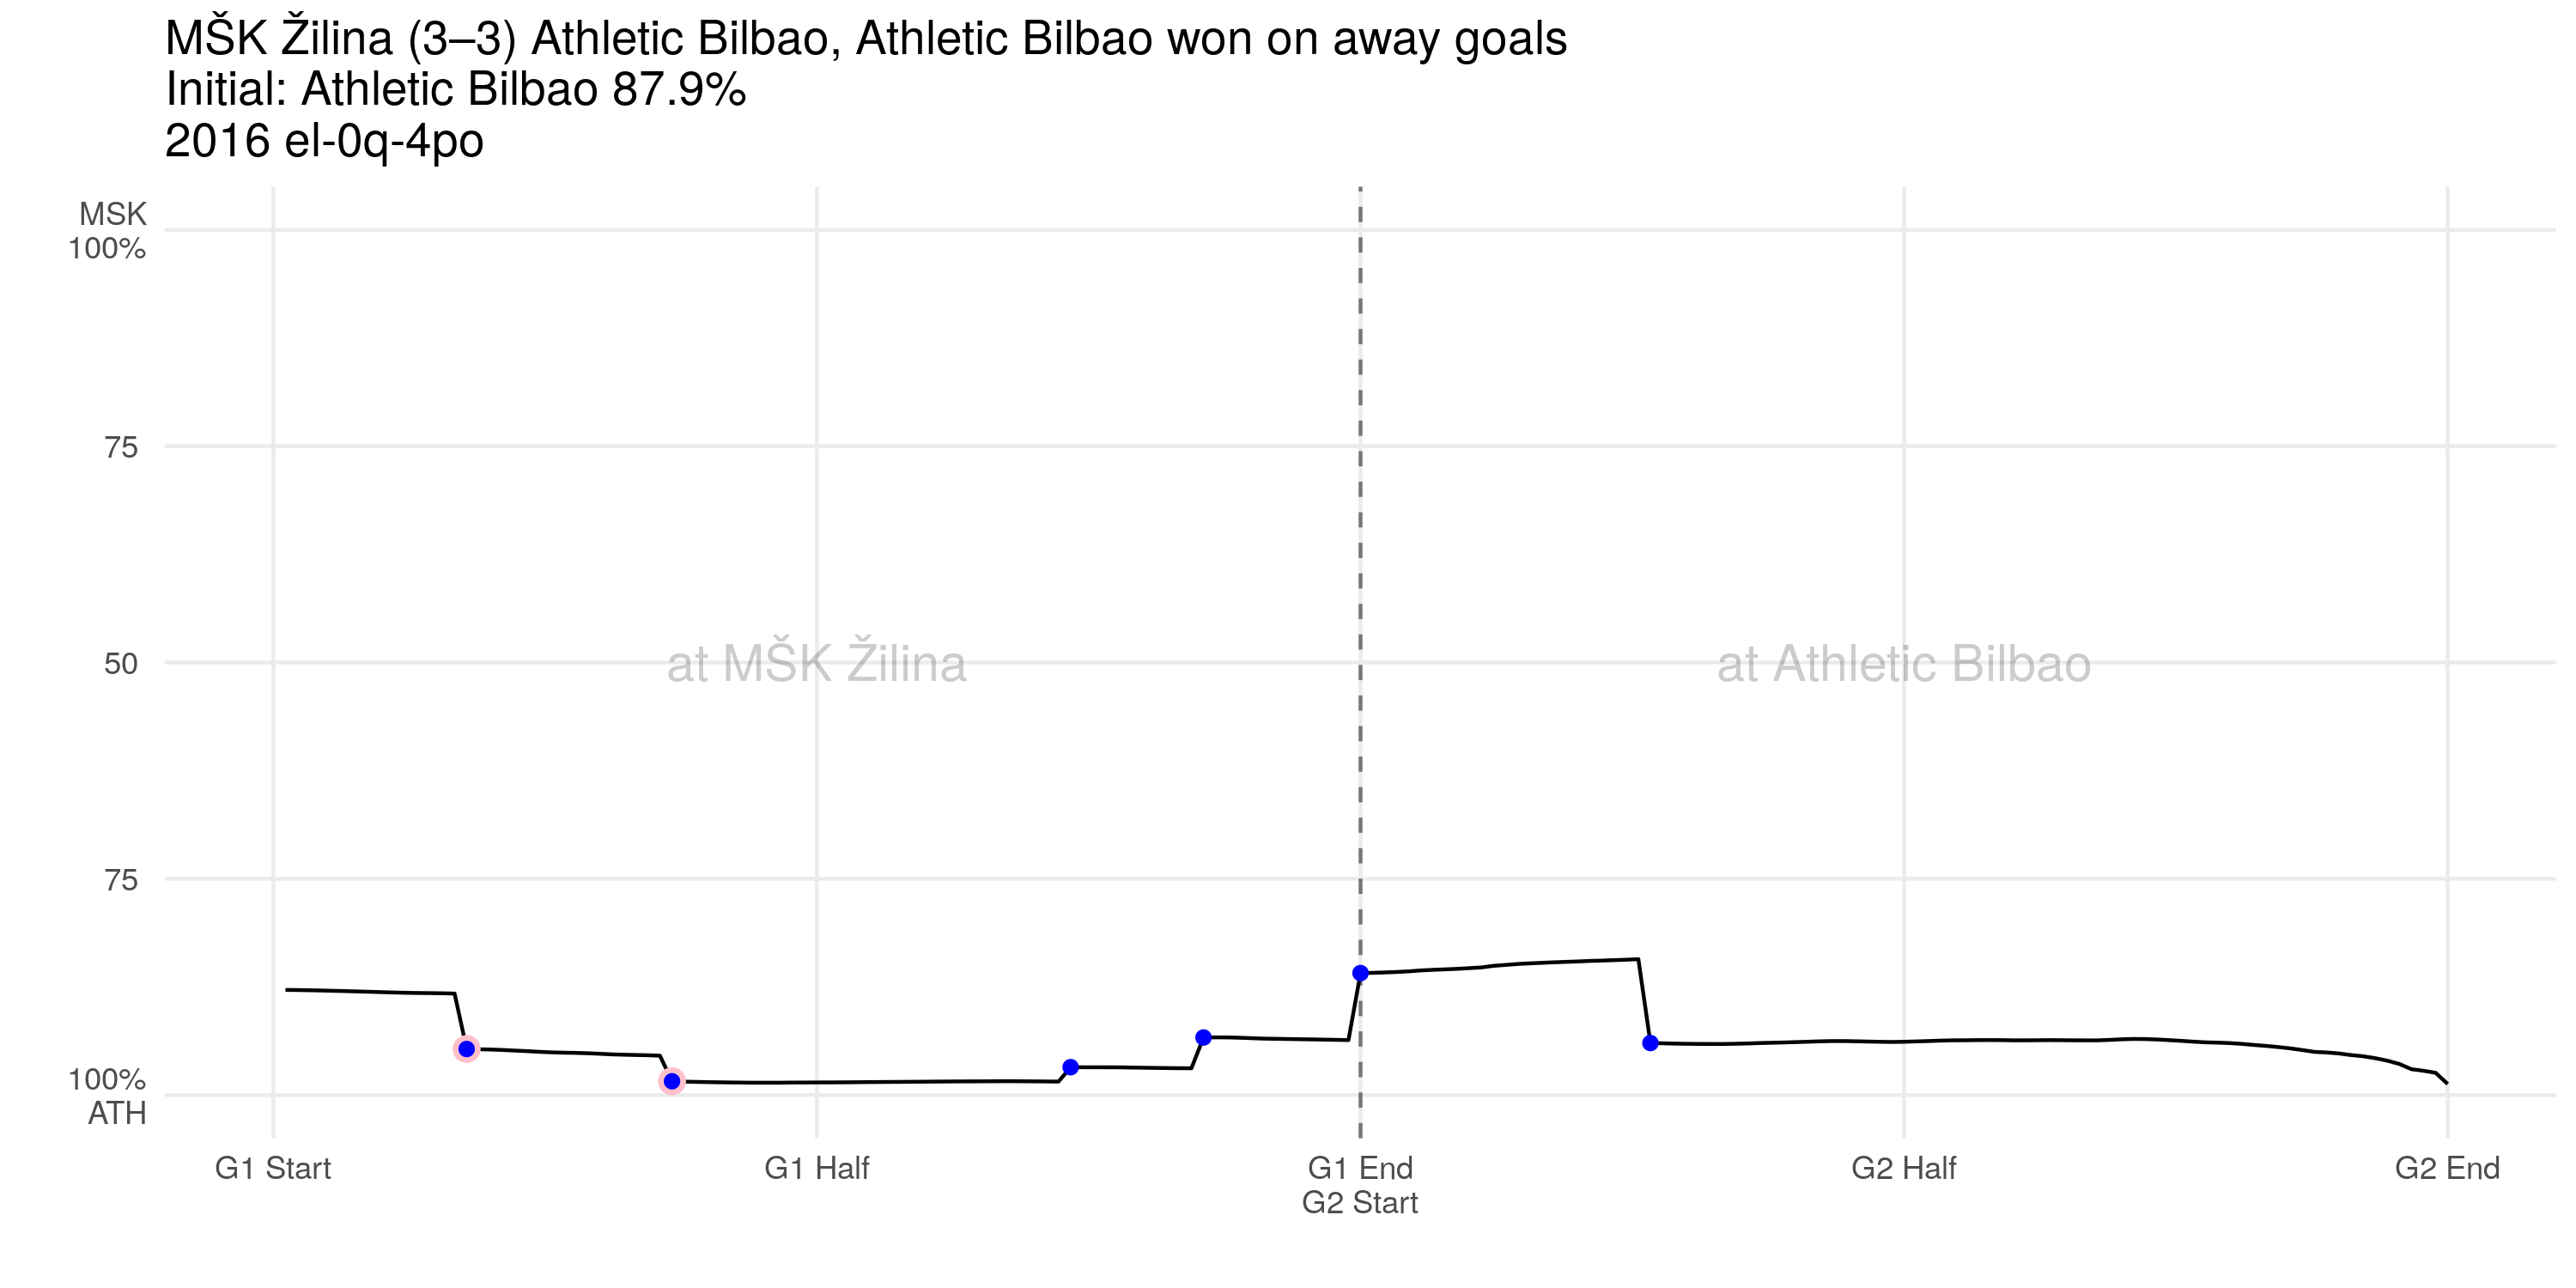 MŠK Žilina (3–3) Athletic Bilbao, Athletic Bilbao won on away goals
Initial: Athletic Bilbao 87.9%
2016 el-0q-4po
MSK
100%
75
50
75
100%
ATH
at MŠK Žilina
at Athletic Bilbao
G1 Start
G1 Half
G1 End
G2 Start
G2 Half
G2 End